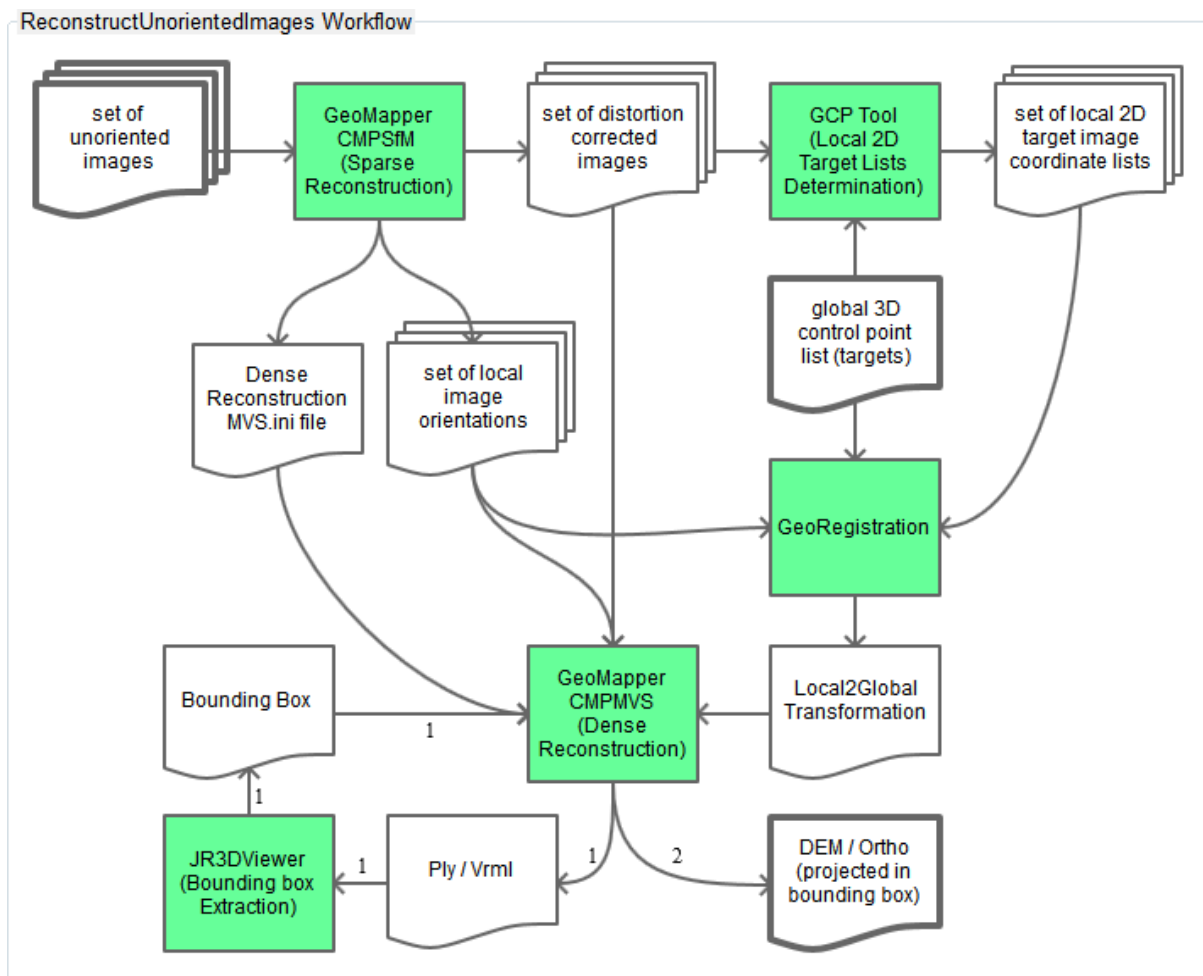 ReconstructUnorientedImages Workflow
set of
unoriented
images
GeoMapper
CMPSfM
(Sparse
Reconstruction)
set of distortion
corrected
images
GCP Tool
(Local 2D
Target Lists
Determination)
set of local 2D
target image
coordinate lists
global 3D
control point
list (targets)
Dense
Reconstruction
MVS.ini file
set of local
image
orientations
GeoRegistration
Bounding Box
1
GeoMapper
CMPMVS
(Dense
Reconstruction)
Local2Global
Transformation
1
JR3DViewer
(Bounding box
Extraction)
1
Ply / Vrml
1
2
DEM / Ortho
(projected in
bounding box)